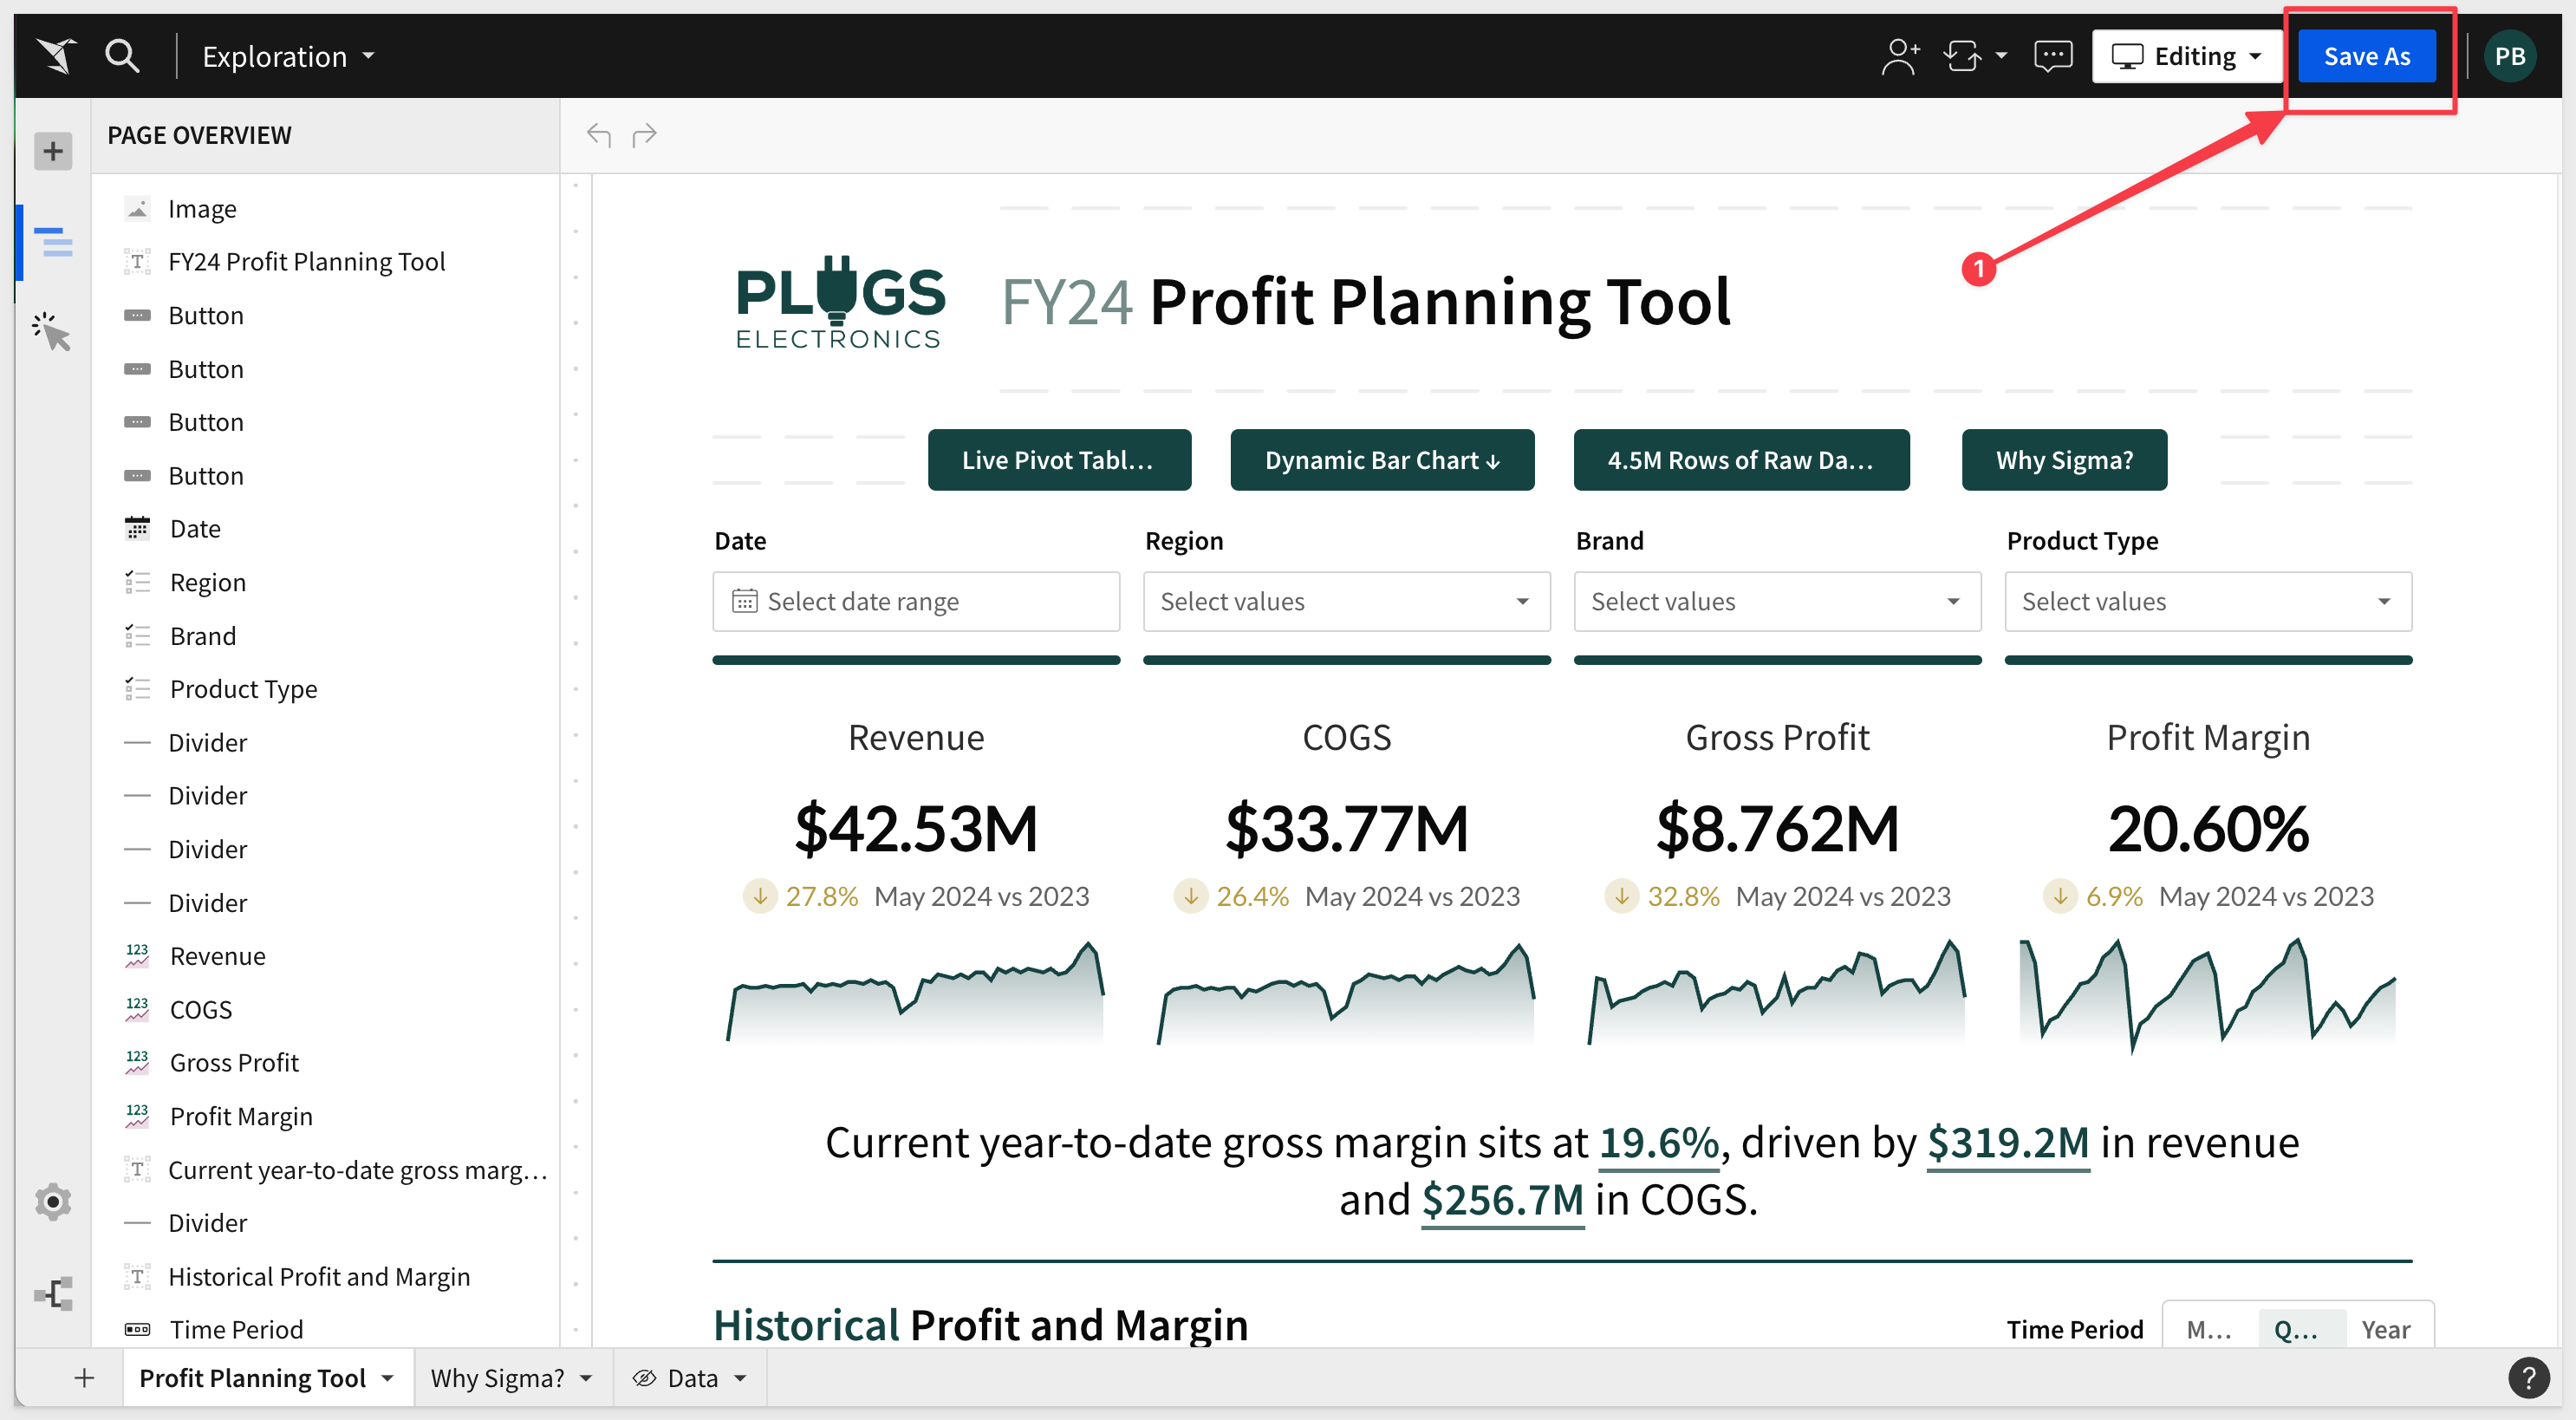 Exploration
Editing
Save As
PB
1
PAGE OVERVIEW
Image
FY24 Profit Planning Tool
Button
Button
Button
Button
Date
Region
Brand
Product Type
Divider
Divider
Divider
Divider
Revenue
COGS
Gross Profit
Profit Margin
Current year-to-date gross marg...
Divider
Historical Profit and Margin
Time Period
PLUGS
ELECTRONICS
FY24 Profit Planning Tool
Live Pivot Tabl...
Dynamic Bar Chart ↓
4.5M Rows of Raw Da...
Why Sigma?
Date
Region
Brand
Product Type
Select date range
Select values
Select values
Select values
Revenue
COGS
Gross Profit
Profit Margin
$42.53M
$33.77M
$8.762M
20.60%
↓ 27.8% May 2024 vs 2023
↓ 26.4% May 2024 vs 2023
↓ 32.8% May 2024 vs 2023
↓ 6.9% May 2024 vs 2023
Current year-to-date gross margin sits at 19.6%, driven by $319.2M in revenue
and $256.7M in COGS.
Historical Profit and Margin
Time Period
M...
Q...
Year
+
Profit Planning Tool
Why Sigma?
Data
?